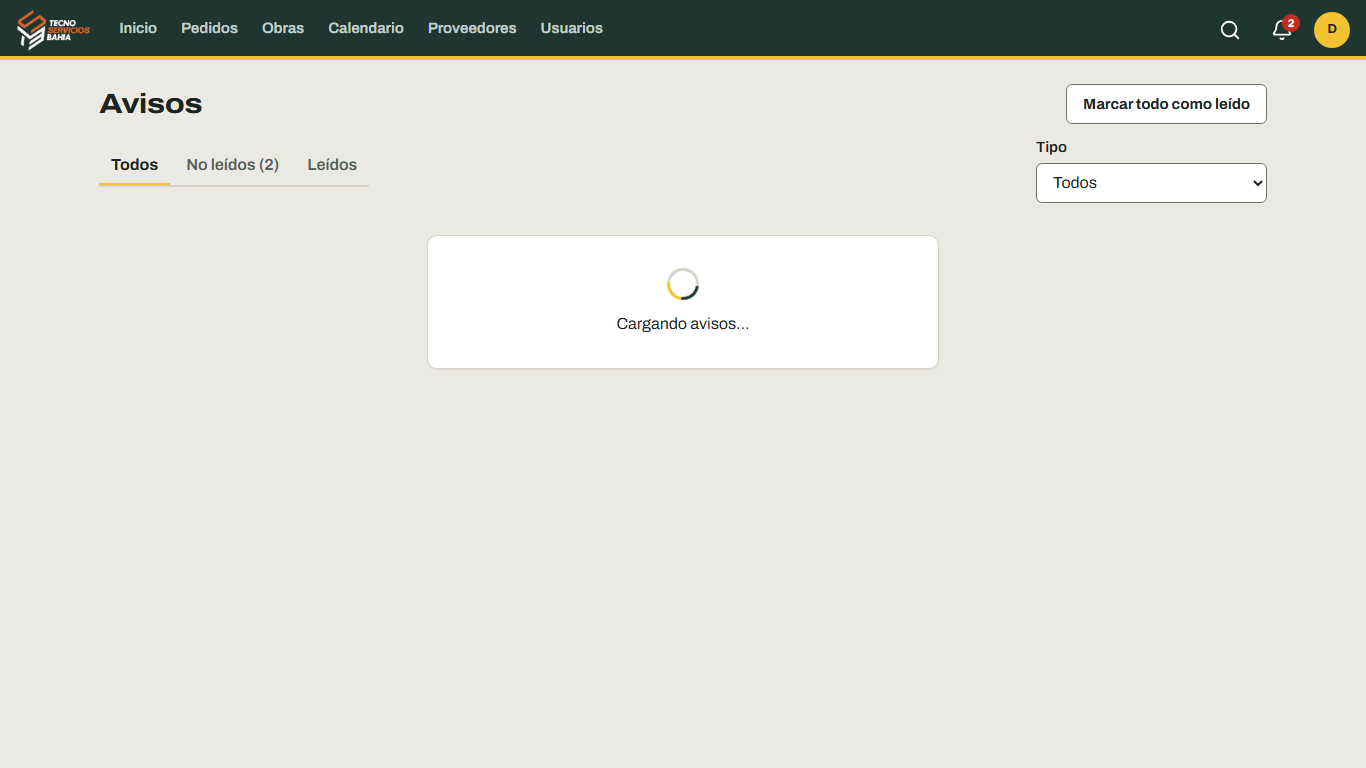 TECNO
SERVICIOS
BAHIA
Inicio
Pedidos
Obras
Calendario
Proveedores
Usuarios
2
D
Avisos
Marcar todo como leído
Todos
No leídos (2)
Leídos
Tipo
Todos
Cargando avisos...